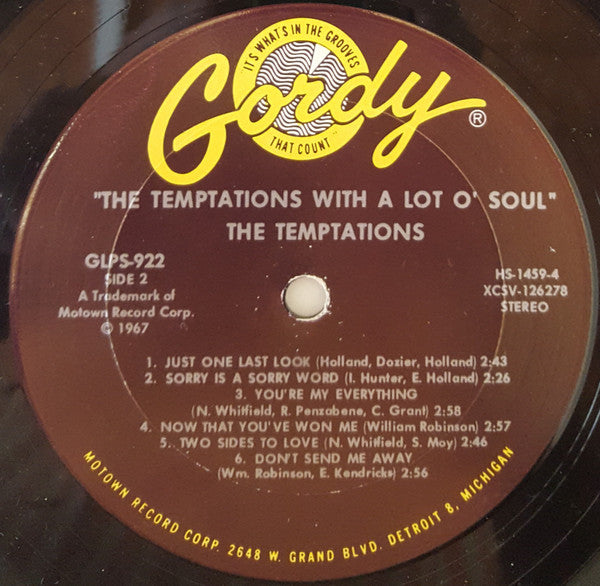 "IT'S WHAT'S IN THE GROOVES
Gordy®
THAT COUNT"
"THE TEMPTATIONS WITH A LOT O' SOUL"
THE TEMPTATIONS
GLPS-922
SIDE 2
A Trademark of
Motown Record Corp.
© 1967
HS-1459-4
XCSV-126278
STEREO
1. JUST ONE LAST LOOK (Holland, Dozier, Holland) 2:43
2. SORRY IS A SORRY WORD (I. Hunter, E. Holland) 2:26
3. YOU'RE MY EVERYTHING
(N. Whitfield, R. Penzabene, C. Grant) 2:58
4. NOW THAT YOU'VE WON ME (William Robinson) 2:57
5. TWO SIDES TO LOVE (N. Whitfield, S. Moy) 2:46
6. DON'T SEND ME AWAY
(Wm. Robinson, E. Kendricks) 2:56
MOTOWN RECORD CORP. 2648 W. GRAND BLVD. DETROIT 8, MICHIGAN